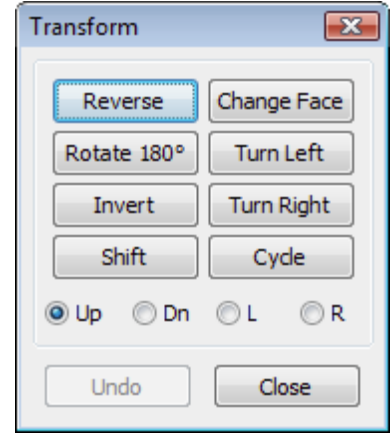 Transform
Reverse Change Face
Rotate 180° Turn Left
Invert Turn Right
Shift Cycle
Up Dn L R
Undo Close